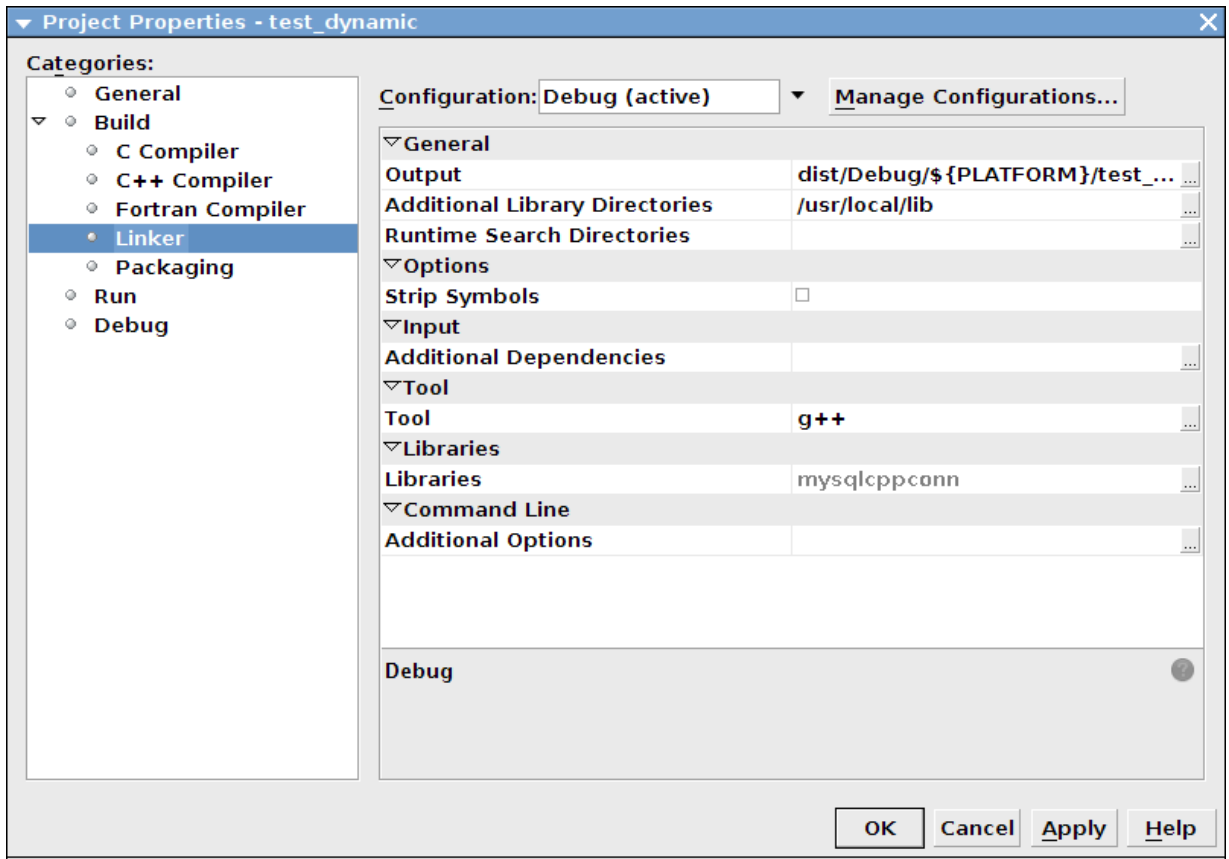 Project Properties - test_dynamic
Categories:
General
Build
C Compiler
C++ Compiler
Fortran Compiler
Linker
Packaging
Run
Debug
Configuration: Debug (active) Manage Configurations...
General
Output dist/Debug/${PLATFORM}/test_... ...
Additional Library Directories /usr/local/lib ...
Runtime Search Directories ...
Options
Strip Symbols
Input
Additional Dependencies ...
Tool
Tool g++ ...
Libraries
Libraries mysqlcppconn ...
Command Line
Additional Options ...
Debug ?
OK Cancel Apply Help